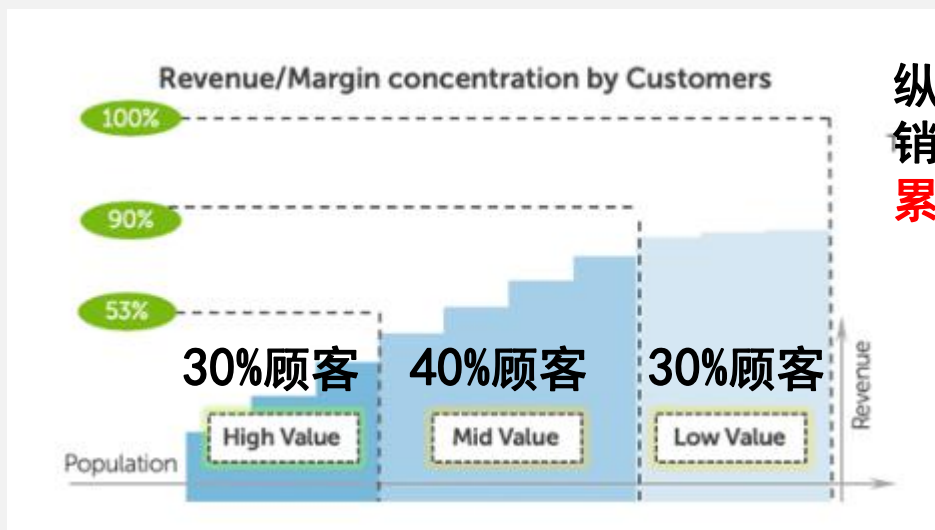 Revenue/Margin concentration by Customers
纵
100%
销
累
90%
53%
30%顾客
40%顾客
30%顾客
Revenue
High Value
Mid Value
Low Value
Population